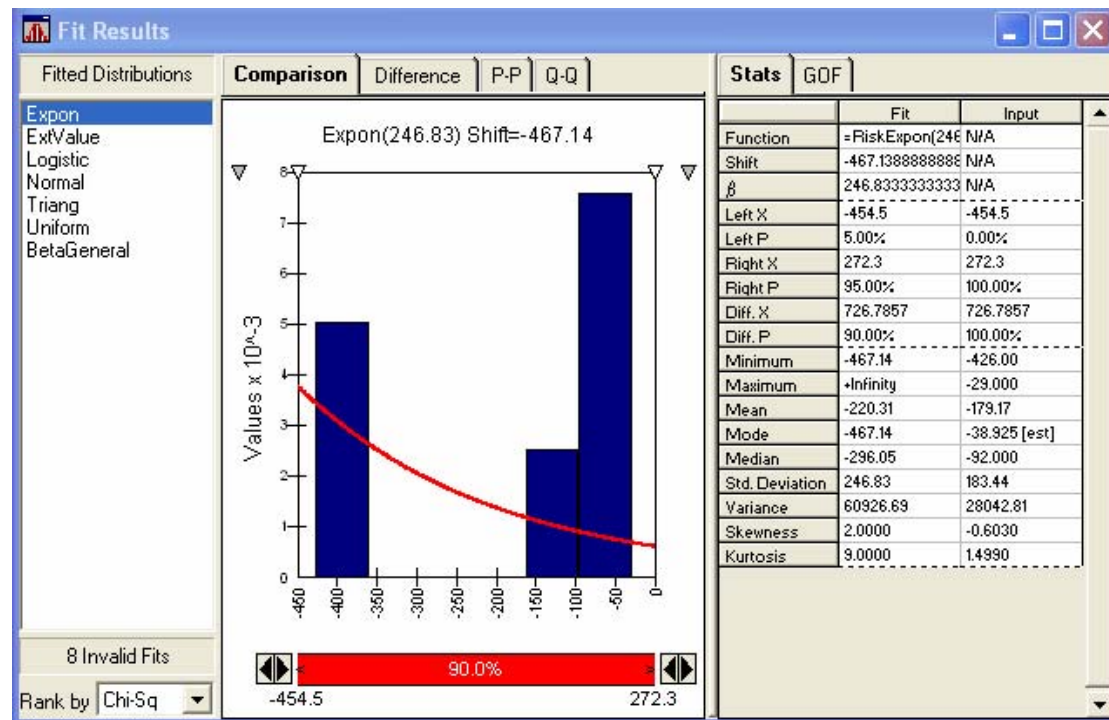 Fit Results
Fitted Distributions
Expon
ExtValue
Logistic
Normal
Triang
Uniform
BetaGeneral
8 Invalid Fits
Rank by Chi-Sq
Comparison Difference P-P Q-Q
Expon(246.83) Shift=-467.14
Values x 10^-3
8
7
6
5
4
3
2
1
0
-450 -400 -350 -300 -250 -200 -150 -100 -50 0
< 90.0% >
-454.5 272.3
Stats GOF
Fit Input
Function =RiskExpon(246 N/A
Shift -467.1388888888 N/A
β 246.8333333333 N/A
Left X -454.5 -454.5
Left P 5.00% 0.00%
Right X 272.3 272.3
Right P 95.00% 100.00%
Diff. X 726.7857 726.7857
Diff. P 90.00% 100.00%
Minimum -467.14 -426.00
Maximum +Infinity -29.000
Mean -220.31 -179.17
Mode -467.14 -38.925 [est]
Median -296.05 -92.000
Std. Deviation 246.83 183.44
Variance 60926.69 28042.81
Skewness 2.0000 -0.6030
Kurtosis 9.0000 1.4990